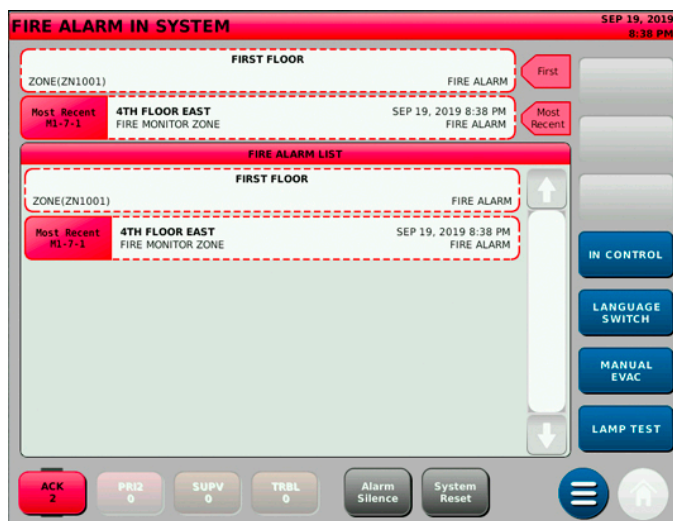 FIRE ALARM IN SYSTEM
SEP 19, 2019
8:38 PM
FIRST FLOOR
ZONE(ZN1001) FIRE ALARM
First
Most Recent
M1-7-1
4TH FLOOR EAST SEP 19, 2019 8:38 PM
FIRE MONITOR ZONE FIRE ALARM
Most
Recent
FIRE ALARM LIST
FIRST FLOOR
ZONE(ZN1001) FIRE ALARM
Most Recent
M1-7-1
4TH FLOOR EAST SEP 19, 2019 8:38 PM
FIRE MONITOR ZONE FIRE ALARM
IN CONTROL
LANGUAGE
SWITCH
MANUAL
EVAC
LAMP TEST
ACK
2
PRI2
0
SUPV
0
TRBL
0
Alarm
Silence
System
Reset